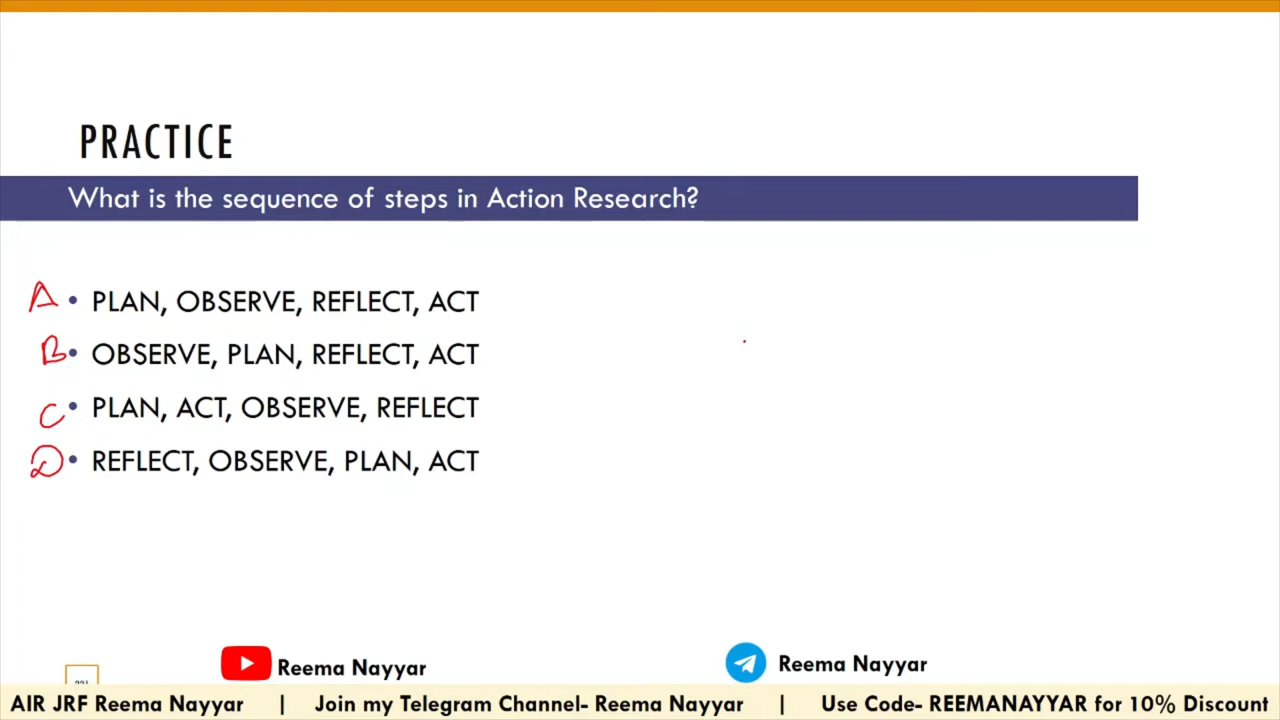 PRACTICE
What is the sequence of steps in Action Research?
A • PLAN, OBSERVE, REFLECT, ACT
B • OBSERVE, PLAN, REFLECT, ACT
C • PLAN, ACT, OBSERVE, REFLECT
D • REFLECT, OBSERVE, PLAN, ACT
Reema Nayyar
Reema Nayyar
AIR JRF Reema Nayyar | Join my Telegram Channel- Reema Nayyar | Use Code- REEMANAYYAR for 10% Discount